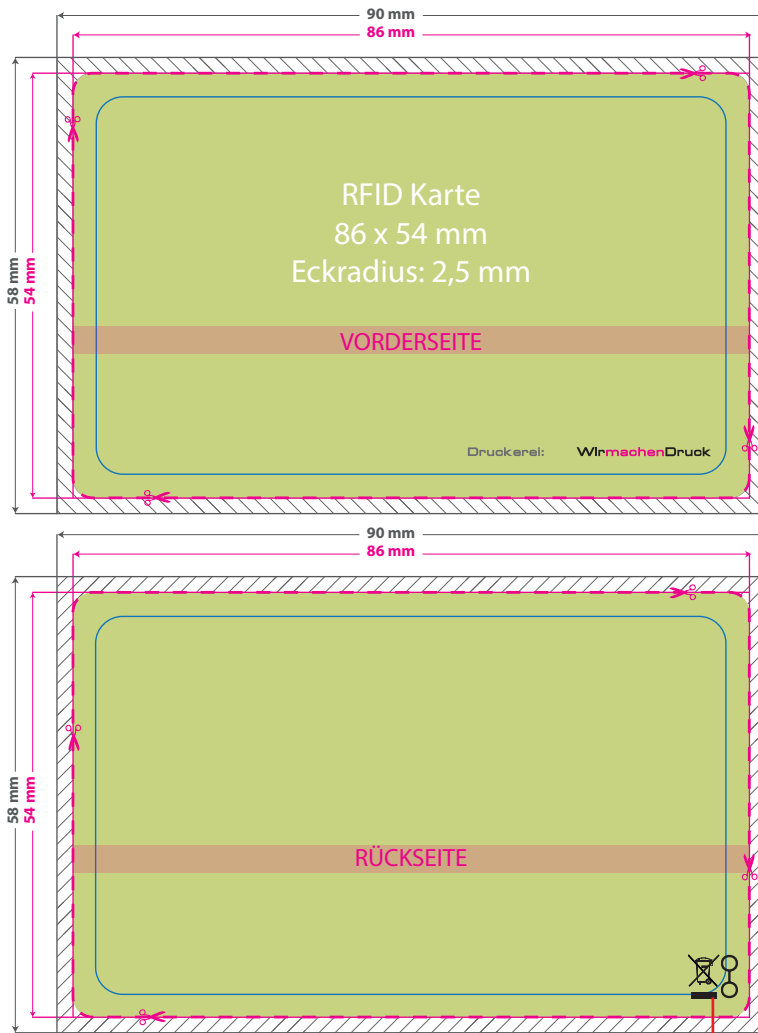 90 mm
86 mm
58 mm
54 mm
RFID Karte
86 x 54 mm
Eckradius: 2,5 mm
VORDERSEITE
Druckerei: WIrmachenDruck
90 mm
86 mm
58 mm
54 mm
RÜCKSEITE